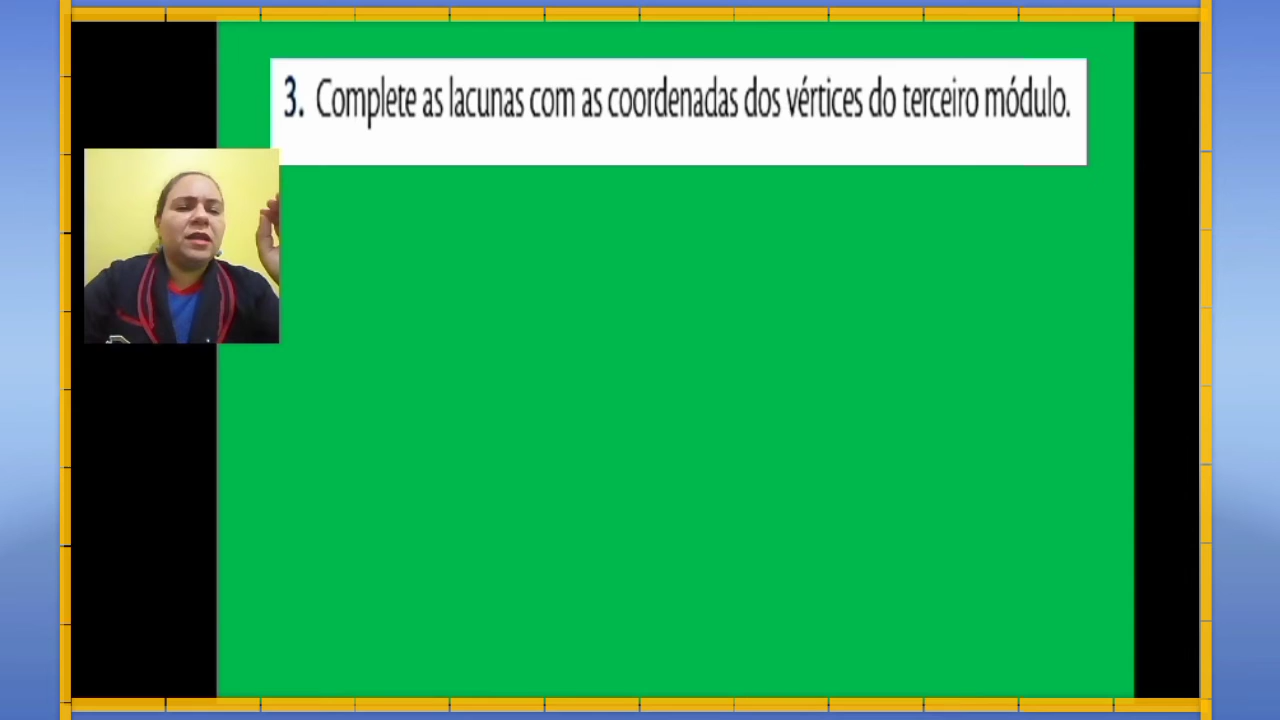 3. Complete as lacunas com as coordenadas dos vértices do terceiro módulo.